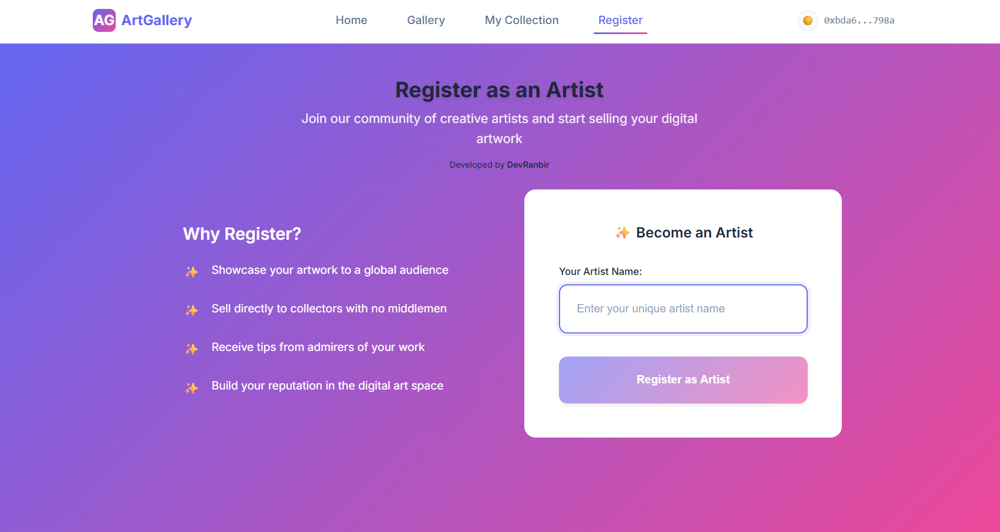 AG ArtGallery
Home
Gallery
My Collection
Register
0xbda6...798a
Register as an Artist
Join our community of creative artists and start selling your digital
artwork
Developed by DevRanbir
Why Register?
Showcase your artwork to a global audience
Sell directly to collectors with no middlemen
Receive tips from admirers of your work
Build your reputation in the digital art space
✨ Become an Artist
Your Artist Name:
Enter your unique artist name
Register as Artist